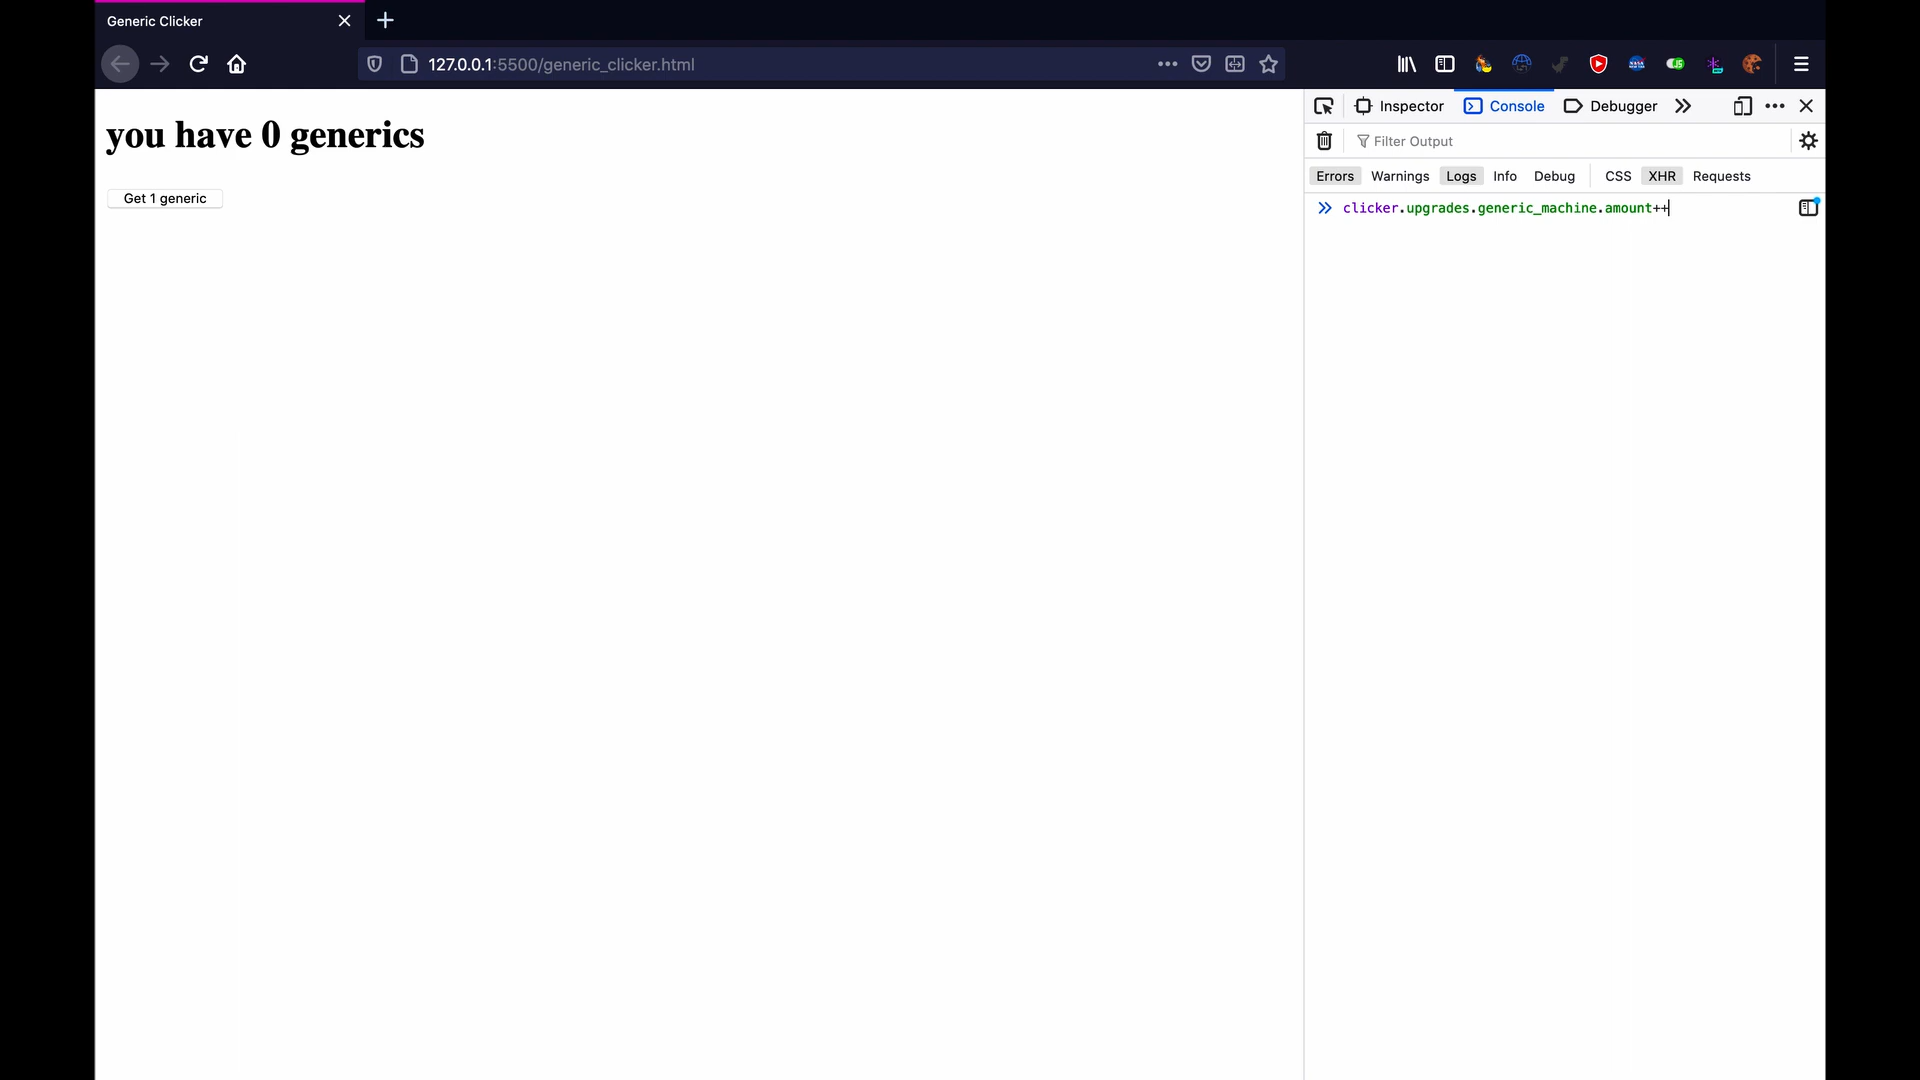 Generic Clicker
127.0.0.1:5500/generic_clicker.html
you have 0 generics
Get 1 generic
Inspector
Console
Debugger
Filter Output
Errors
Warnings
Logs
Info
Debug
CSS
XHR
Requests
clicker.upgrades.generic_machine.amount++